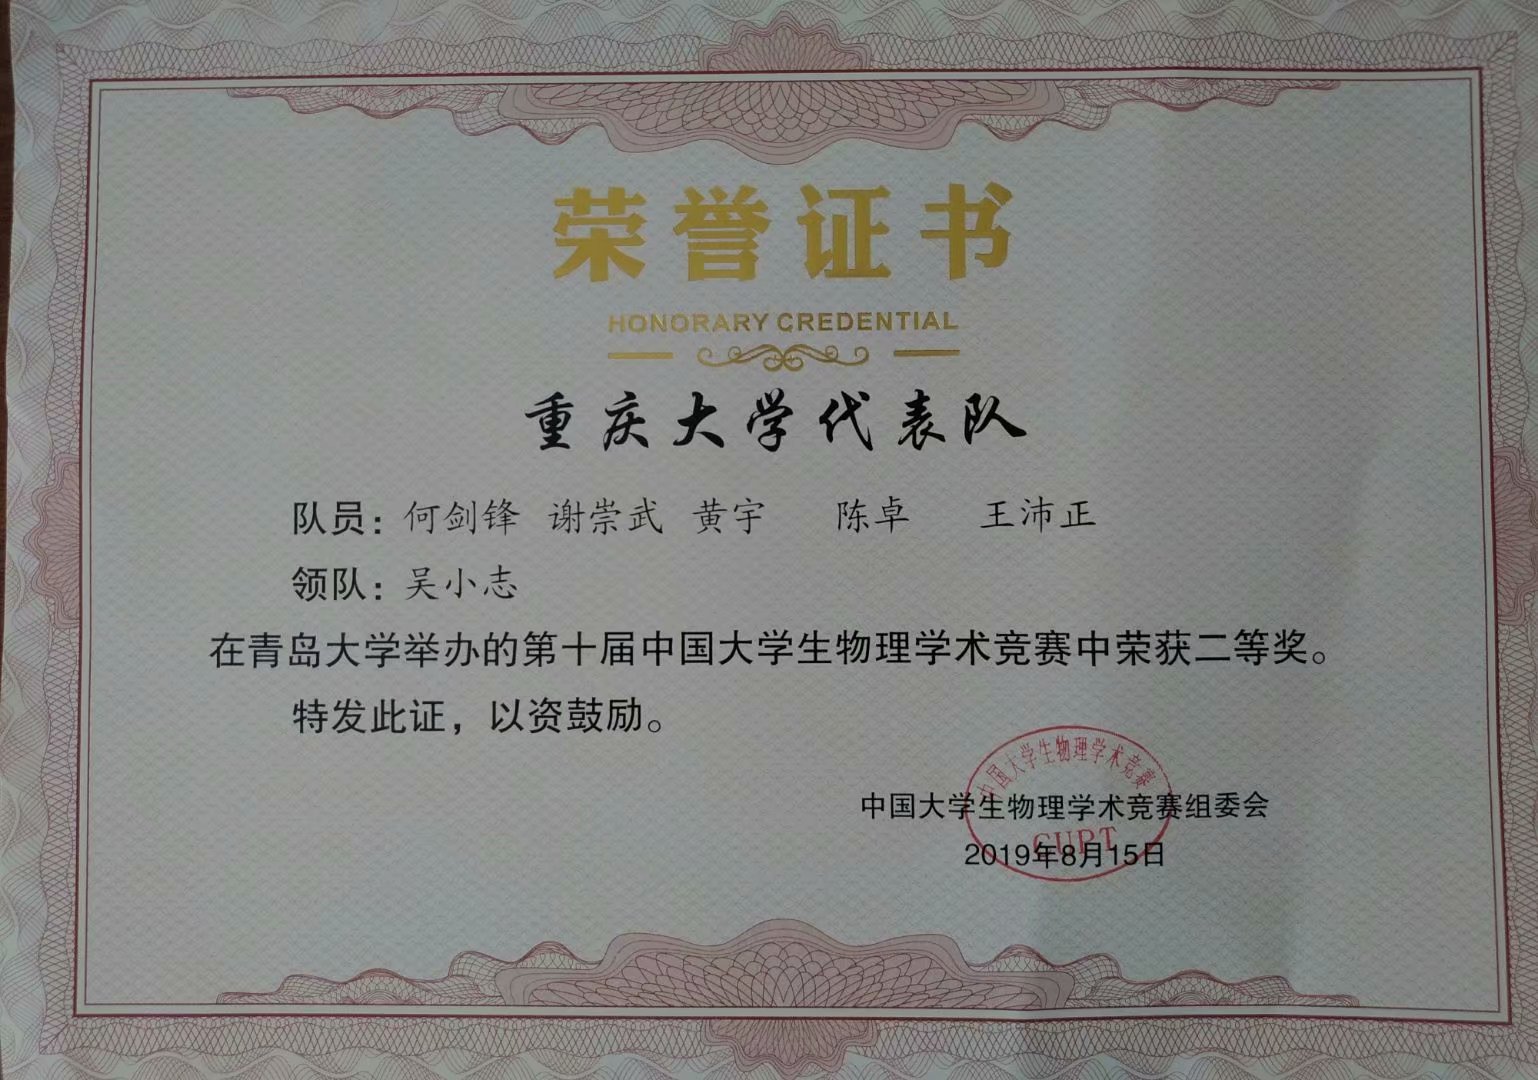 荣誉证书
HONORARY CREDENTIAL
重庆大学代表队
队员：何剑锋 谢崇武 黄宇 陈卓 王沛正
领队：吴小志
在青岛大学举办的第十届中国大学生物理学术竞赛中荣获二等奖。
特发此证，以资鼓励。
中国大学生物理学术竞赛
中国大学生物理学术竞赛组委会
CUPT
2019年8月15日